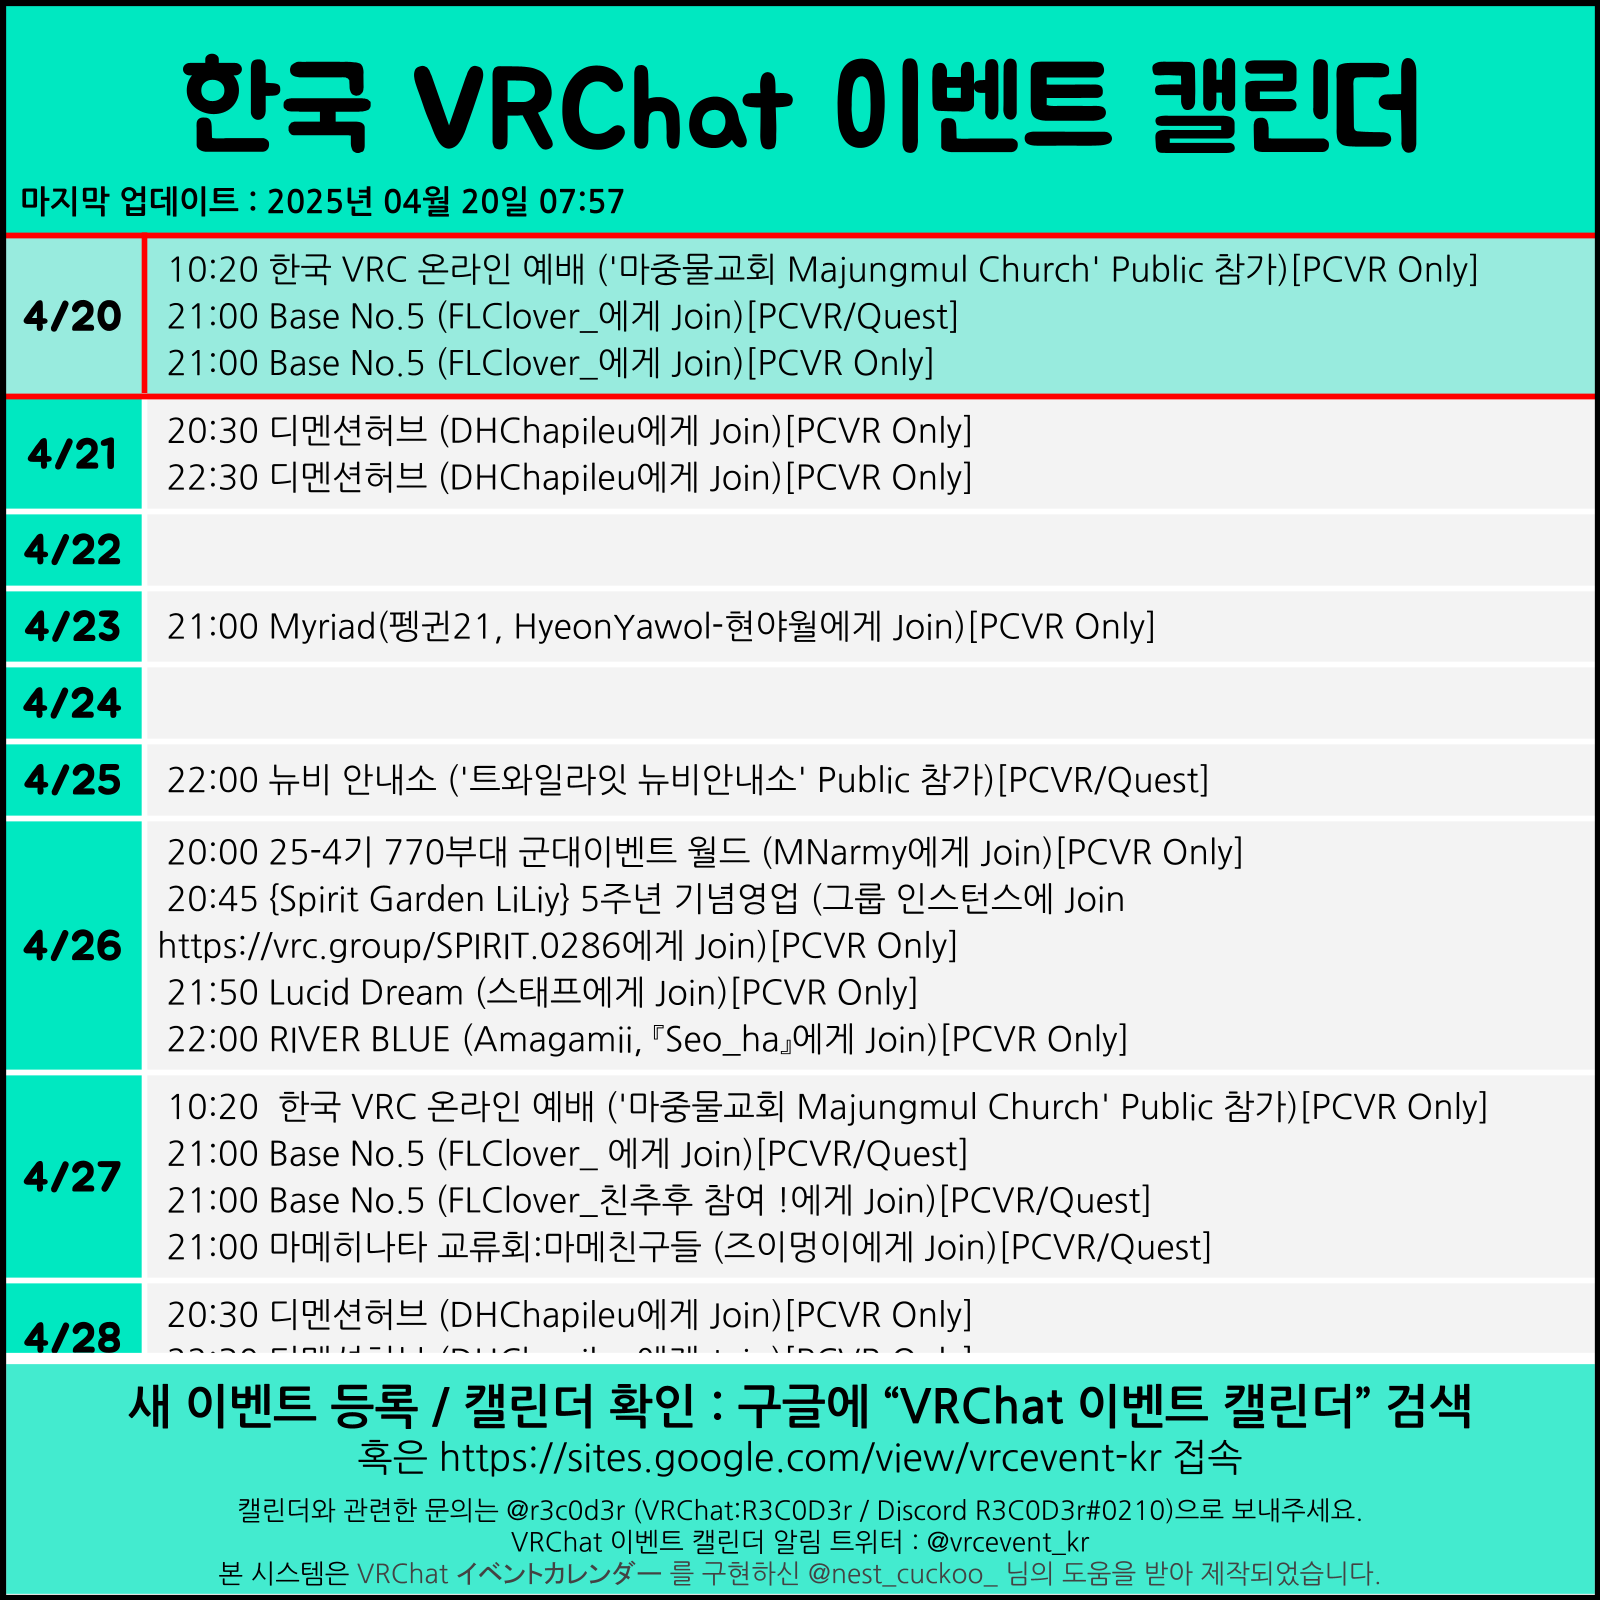 한국 VRChat 이벤트 캘린더
마지막 업데이트 : 2025년 04월 20일 07:57
4/20
10:20 한국 VRC 온라인 예배 ('마중물교회 Majungmul Church' Public 참가)[PCVR Only]
21:00 Base No.5 (FLClover_에게 Join)[PCVR/Quest]
21:00 Base No.5 (FLClover_에게 Join)[PCVR Only]
4/21
20:30 디멘션허브 (DHChapileu에게 Join)[PCVR Only]
22:30 디멘션허브 (DHChapileu에게 Join)[PCVR Only]
4/22
4/23
21:00 Myriad(펭귄21, HyeonYawol-현야월에게 Join)[PCVR Only]
4/24
4/25
22:00 뉴비 안내소 ('트와일라잇 뉴비안내소' Public 참가)[PCVR/Quest]
4/26
20:00 25-4기 770부대 군대이벤트 월드 (MNarmy에게 Join)[PCVR Only]
20:45 {Spirit Garden LiLiy} 5주년 기념영업 (그룹 인스턴스에 Join
https://vrc.group/SPIRIT.0286에게 Join)[PCVR Only]
21:50 Lucid Dream (스태프에게 Join)[PCVR Only]
22:00 RIVER BLUE (Amagamii,『Seo_ha』에게 Join)[PCVR Only]
4/27
10:20  한국 VRC 온라인 예배 ('마중물교회 Majungmul Church' Public 참가)[PCVR Only]
21:00 Base No.5 (FLClover_ 에게 Join)[PCVR/Quest]
21:00 Base No.5 (FLClover_친추후 참여 !에게 Join)[PCVR/Quest]
21:00 마메히나타 교류회:마메친구들 (즈이멍이에게 Join)[PCVR/Quest]
4/28
20:30 디멘션허브 (DHChapileu에게 Join)[PCVR Only]
새 이벤트 등록 / 캘린더 확인 : 구글에 “VRChat 이벤트 캘린더” 검색
혹은 https://sites.google.com/view/vrcevent-kr 접속
캘린더와 관련한 문의는 @r3c0d3r (VRChat:R3C0D3r / Discord R3C0D3r#0210)으로 보내주세요.
VRChat 이벤트 캘린더 알림 트위터 : @vrcevent_kr
본 시스템은 VRChat イベントカレンダー 를 구현하신 @nest_cuckoo_ 님의 도움을 받아 제작되었습니다.